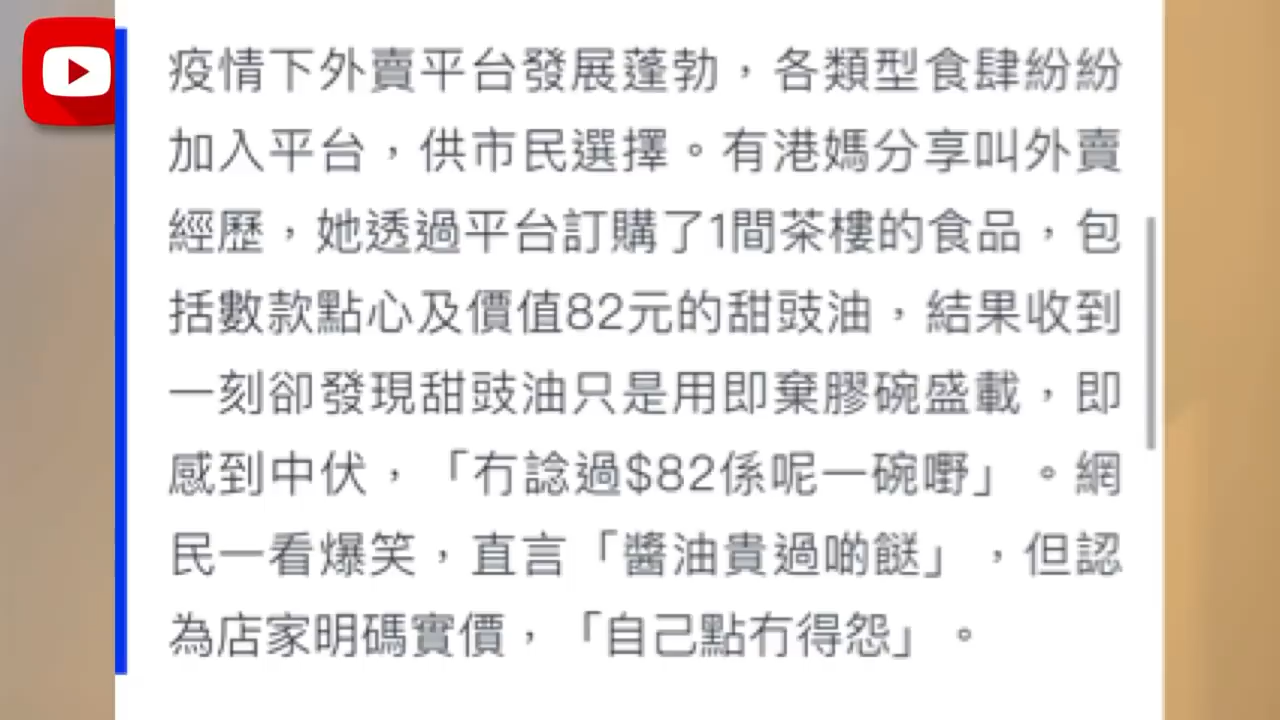 疫情下外賣平台發展蓬勃，各類型食肆紛紛
加入平台，供市民選擇。有港媽分享叫外賣
經歷，她透過平台訂購了1間茶樓的食品，包
括數款點心及價值82元的甜豉油，結果收到
一刻卻發現甜豉油只是用即棄膠碗盛載，即
感到中伏，「冇諗過$82係呢一碗嘢」。網
民一看爆笑，直言「醬油貴過啲餸」，但認
為店家明碼實價，「自己點冇得怨」。